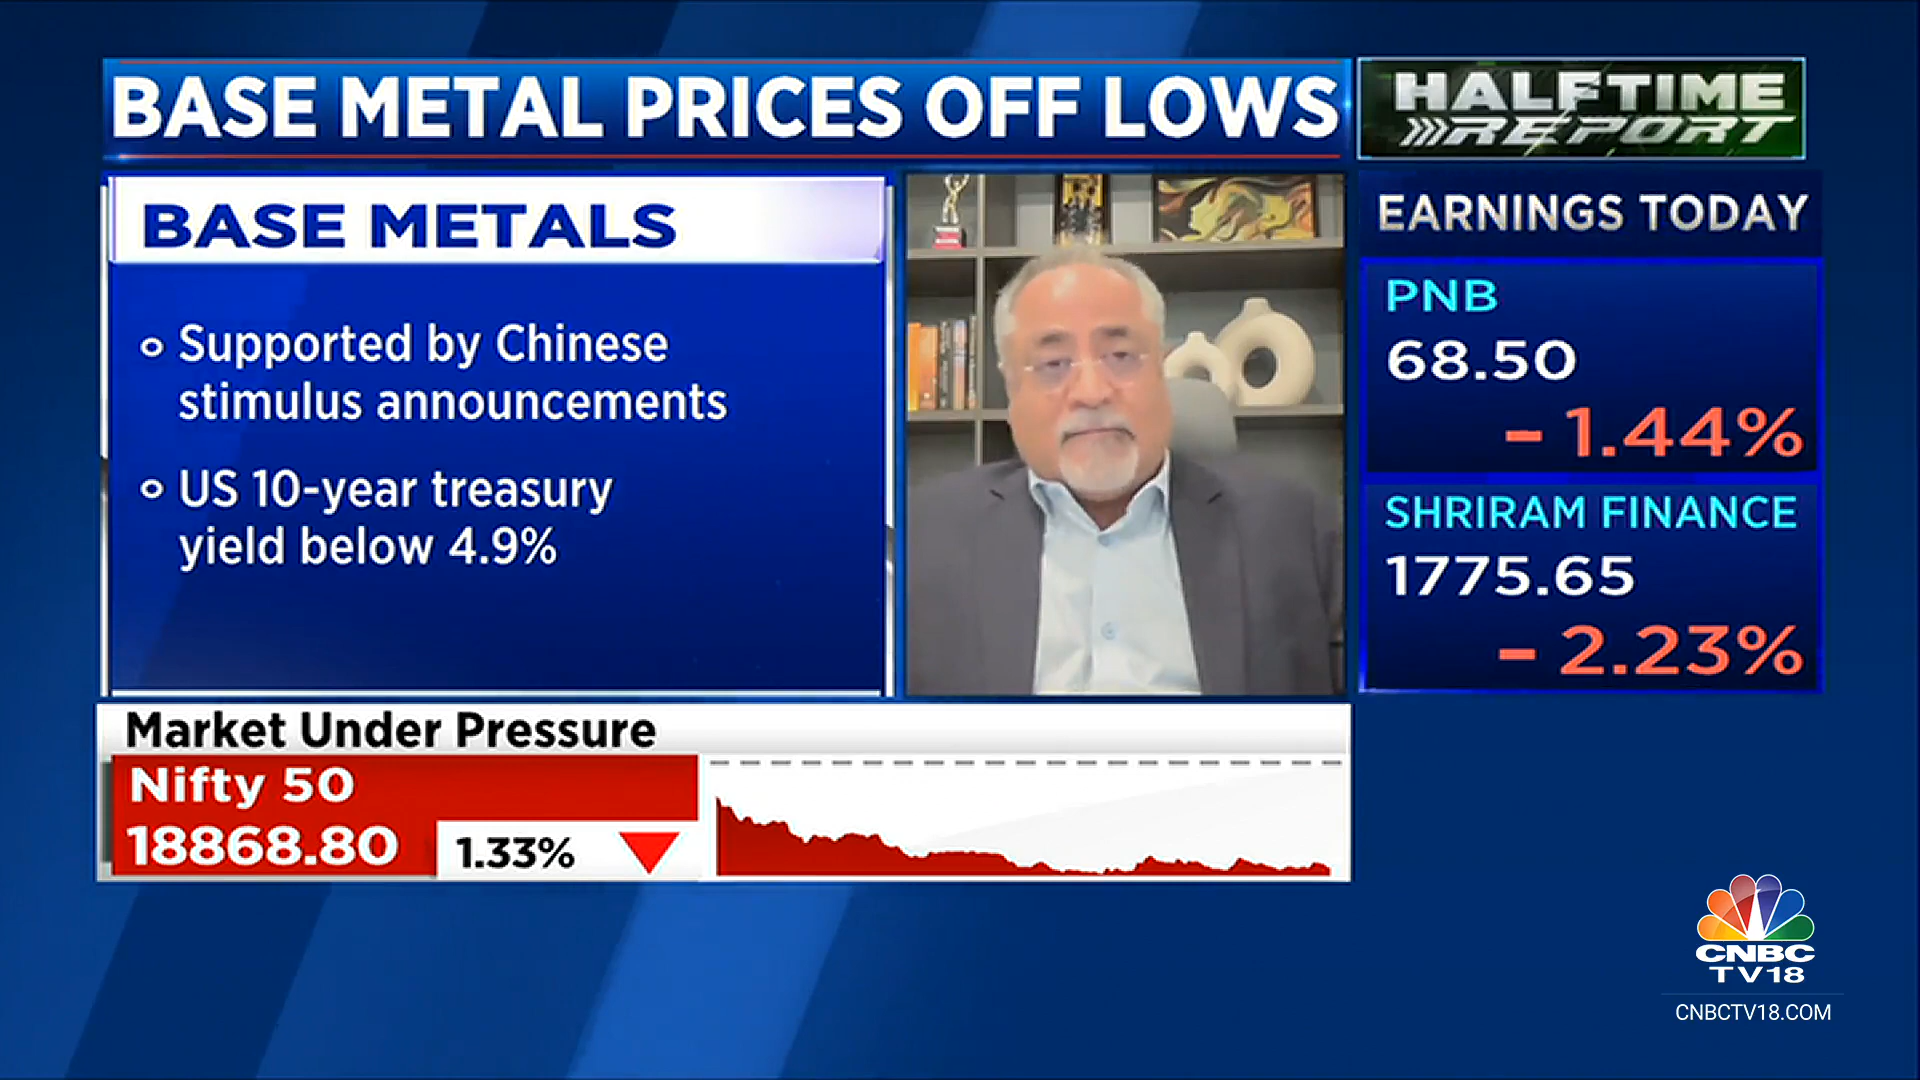 BASE METAL PRICES OFF LOWS
HALFTIME
REPORT
BASE METALS
Supported by Chinese
stimulus announcements
US 10-year treasury
yield below 4.9%
EARNINGS TODAY
PNB
68.50
- 1.44%
SHRIRAM FINANCE
1775.65
- 2.23%
Market Under Pressure
Nifty 50
18868.80
1.33%
CNBC
TV18
CNBCTV18.COM